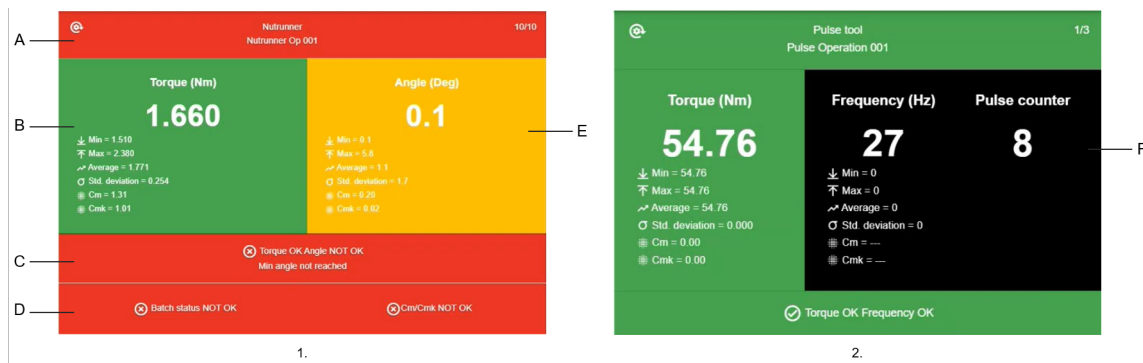 A
Nutrunner
10/10
Nutrunner Op 001
B
Torque (Nm)
1.660
Min = 1.510
Max = 2.380
Average = 1.771
Std. deviation = 0.254
Cm = 1.31
Cmk = 1.01
Angle (Deg)
0.1
Min = 0.1
Max = 5.8
Average = 1.1
Std. deviation = 1.7
Cm = 0.20
Cmk = 0.02
E
C
Torque OK Angle NOT OK
Min angle not reached
D
Batch status NOT OK
Cm/Cmk NOT OK
1.
Pulse tool
1/3
Pulse Operation 001
Torque (Nm)
54.76
Min = 54.76
Max = 54.76
Average = 54.76
Std. deviation = 0.000
Cm = 0.00
Cmk = 0.00
Frequency (Hz)
27
Min = 0
Max = 0
Average = 0
Std. deviation = 0
Cm = ---
Cmk = ---
Pulse counter
8
Torque OK Frequency OK
2.